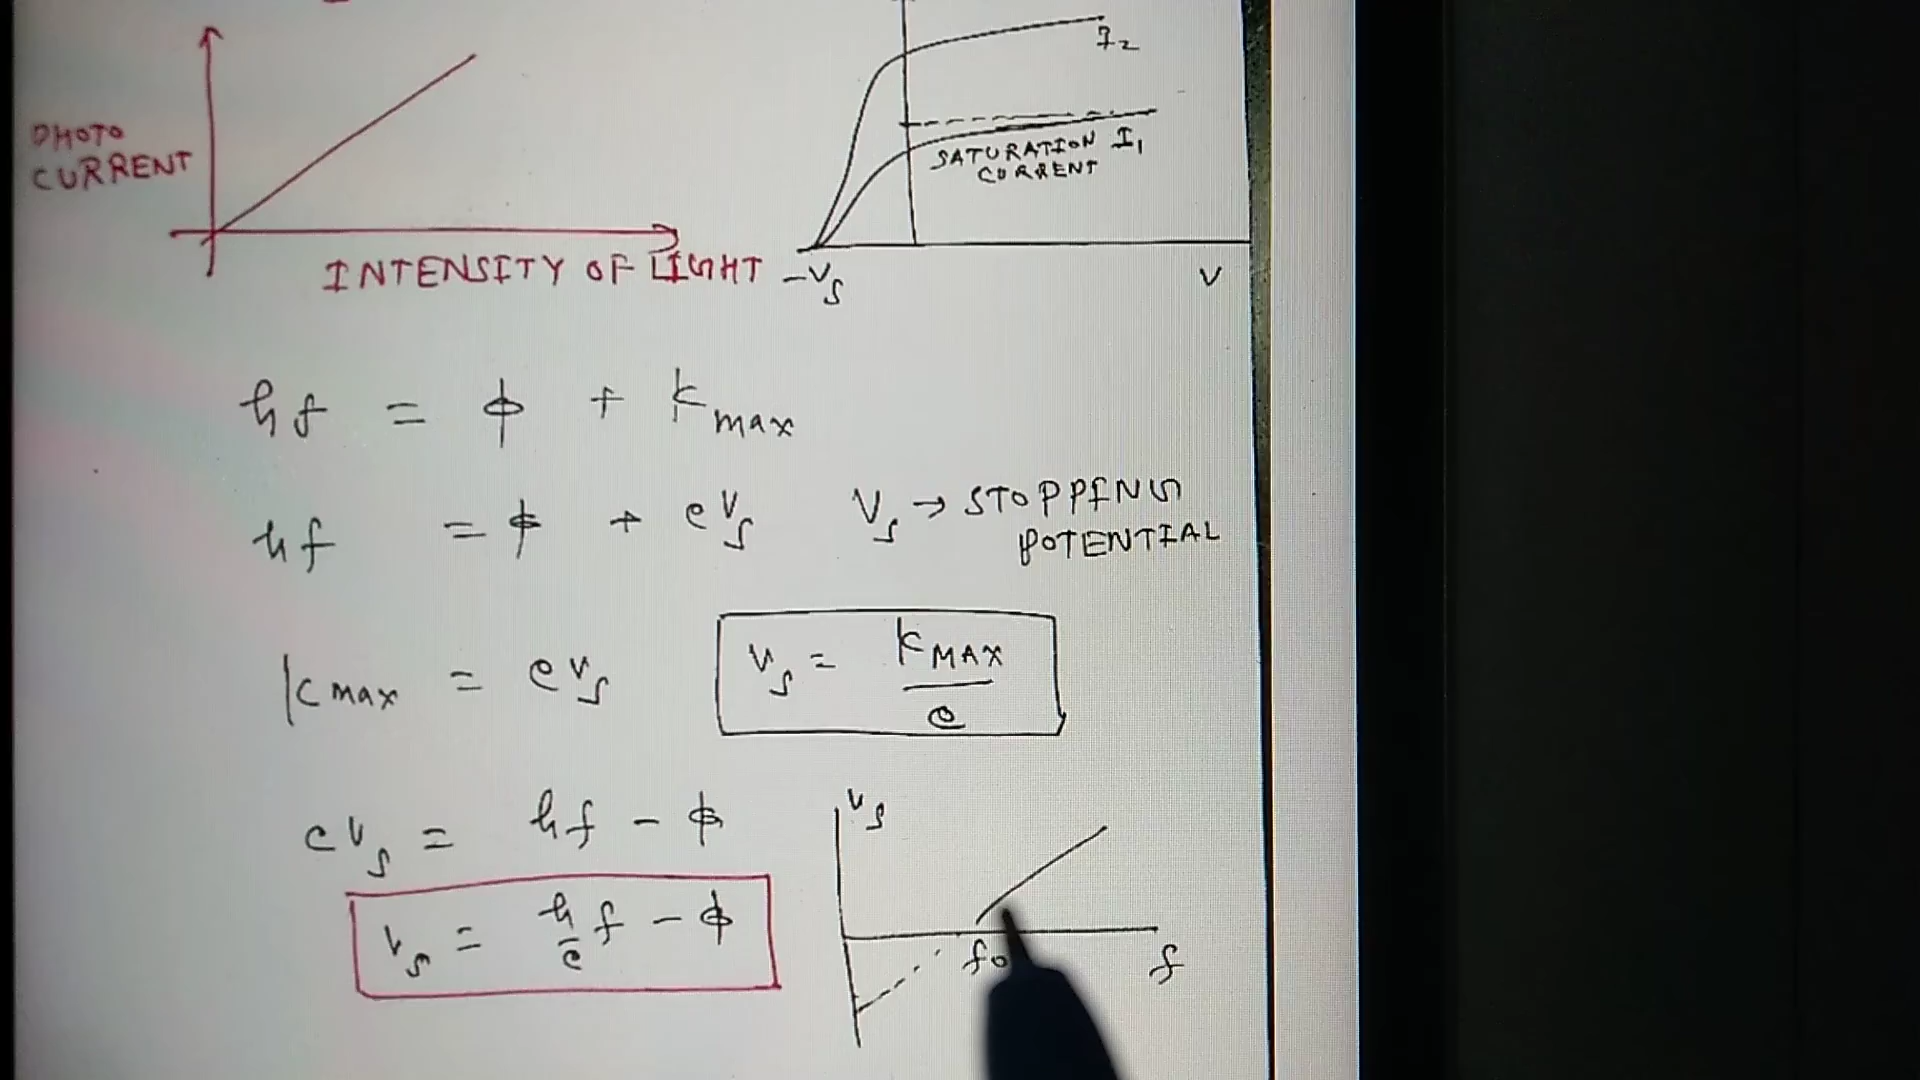 PHOTO
CURRENT
INTENSITY OF LIGHT
I₂
SATURATION I₁
CURRENT
-Vs
V
hf = ϕ + Kmax
hf = ϕ + eVs
Vs → STOPPING
POTENTIAL
Kmax = eVs
Vs = KMAX / e
eVs = hf - ϕ
Vs = h/e f - ϕ
Vs
f₀
f